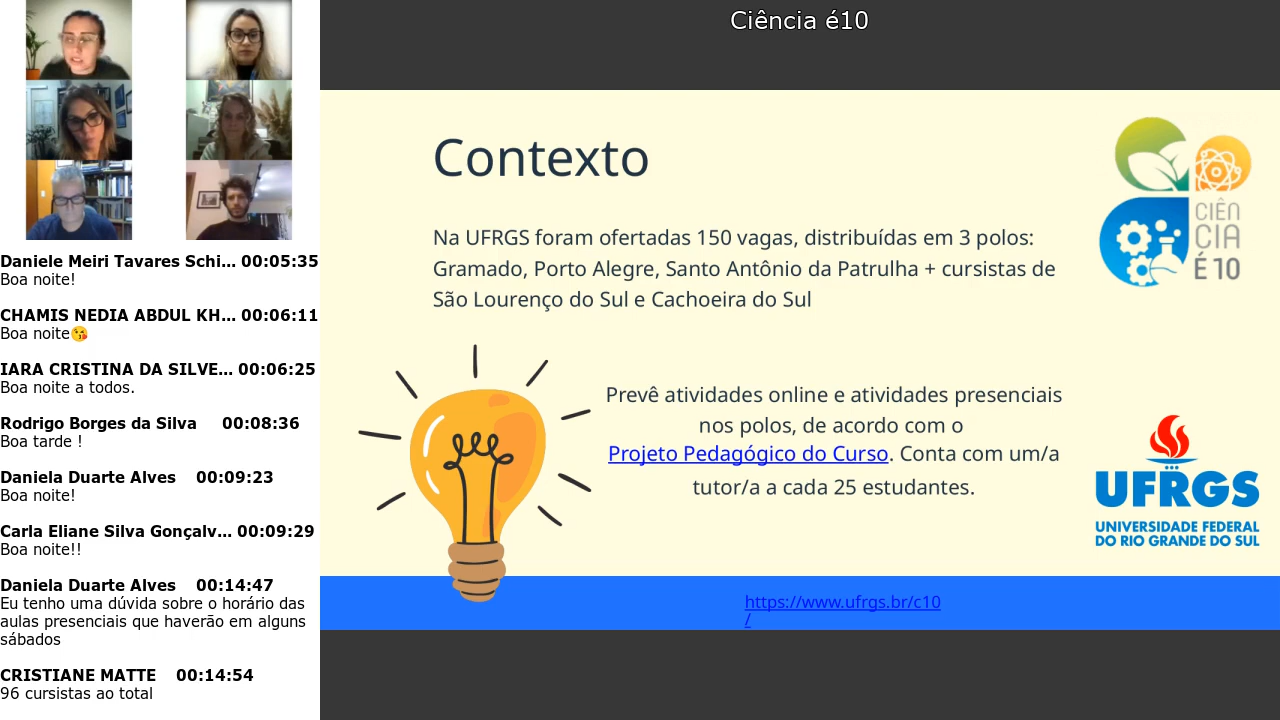 Ciência é10
Daniele Meiri Tavares Schi... 00:05:35
Boa noite!
CHAMIS NEDIA ABDUL KH... 00:06:11
Boa noite😘
IARA CRISTINA DA SILVE... 00:06:25
Boa noite a todos.
Rodrigo Borges da Silva 00:08:36
Boa tarde !
Daniela Duarte Alves 00:09:23
Boa noite!
Carla Eliane Silva Gonçalv... 00:09:29
Boa noite!!
Daniela Duarte Alves 00:14:47
Eu tenho uma dúvida sobre o horário das
aulas presenciais que haverão em alguns
sábados
CRISTIANE MATTE 00:14:54
96 cursistas ao total
Contexto
Na UFRGS foram ofertadas 150 vagas, distribuídas em 3 polos:
Gramado, Porto Alegre, Santo Antônio da Patrulha + cursistas de
São Lourenço do Sul e Cachoeira do Sul
Prevê atividades online e atividades presenciais
nos polos, de acordo com o
Projeto Pedagógico do Curso. Conta com um/a
tutor/a a cada 25 estudantes.
CIÊN
CIA
É 10
UFRGS
UNIVERSIDADE FEDERAL
DO RIO GRANDE DO SUL
https://www.ufrgs.br/c10
/